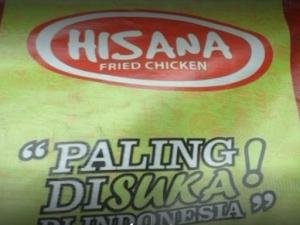 HISANA
FRIED CHICKEN
“PALING
DISUKA!
DI INDONESIA”